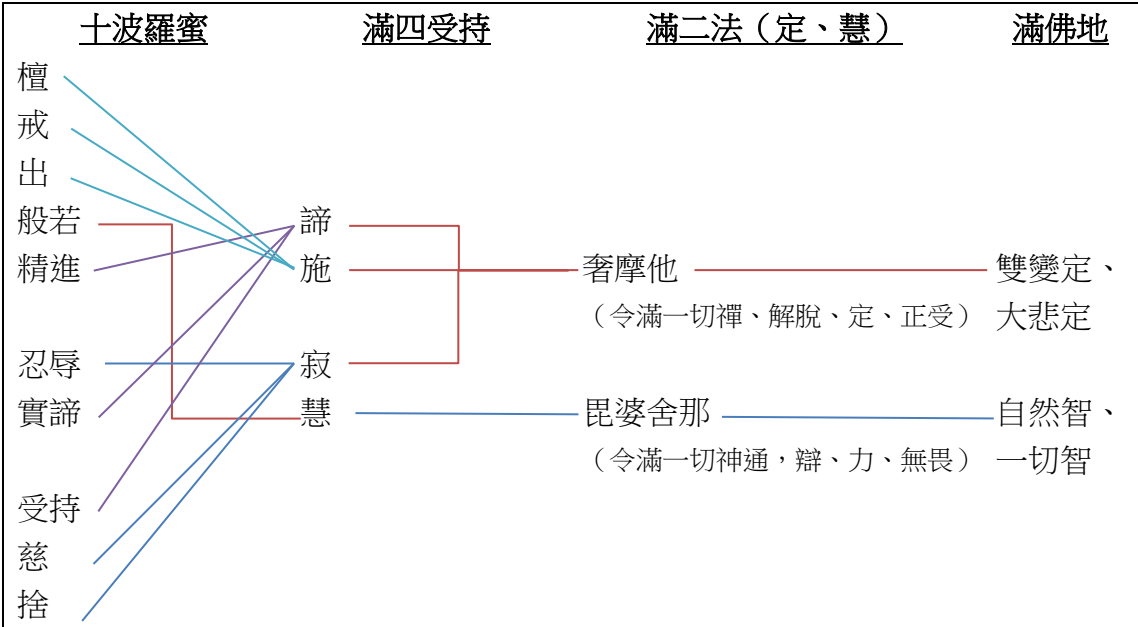 十波羅蜜 滿四受持 滿二法（定、慧） 滿佛地
檀
戒
出
般若 諦
精進 施 奢摩他 雙變定、
（令滿一切禪、解脫、定、正受） 大悲定
忍辱 寂
實諦 慧 毘婆舍那 自然智、
（令滿一切神通，辯、力、無畏） 一切智
受持
慈
捨